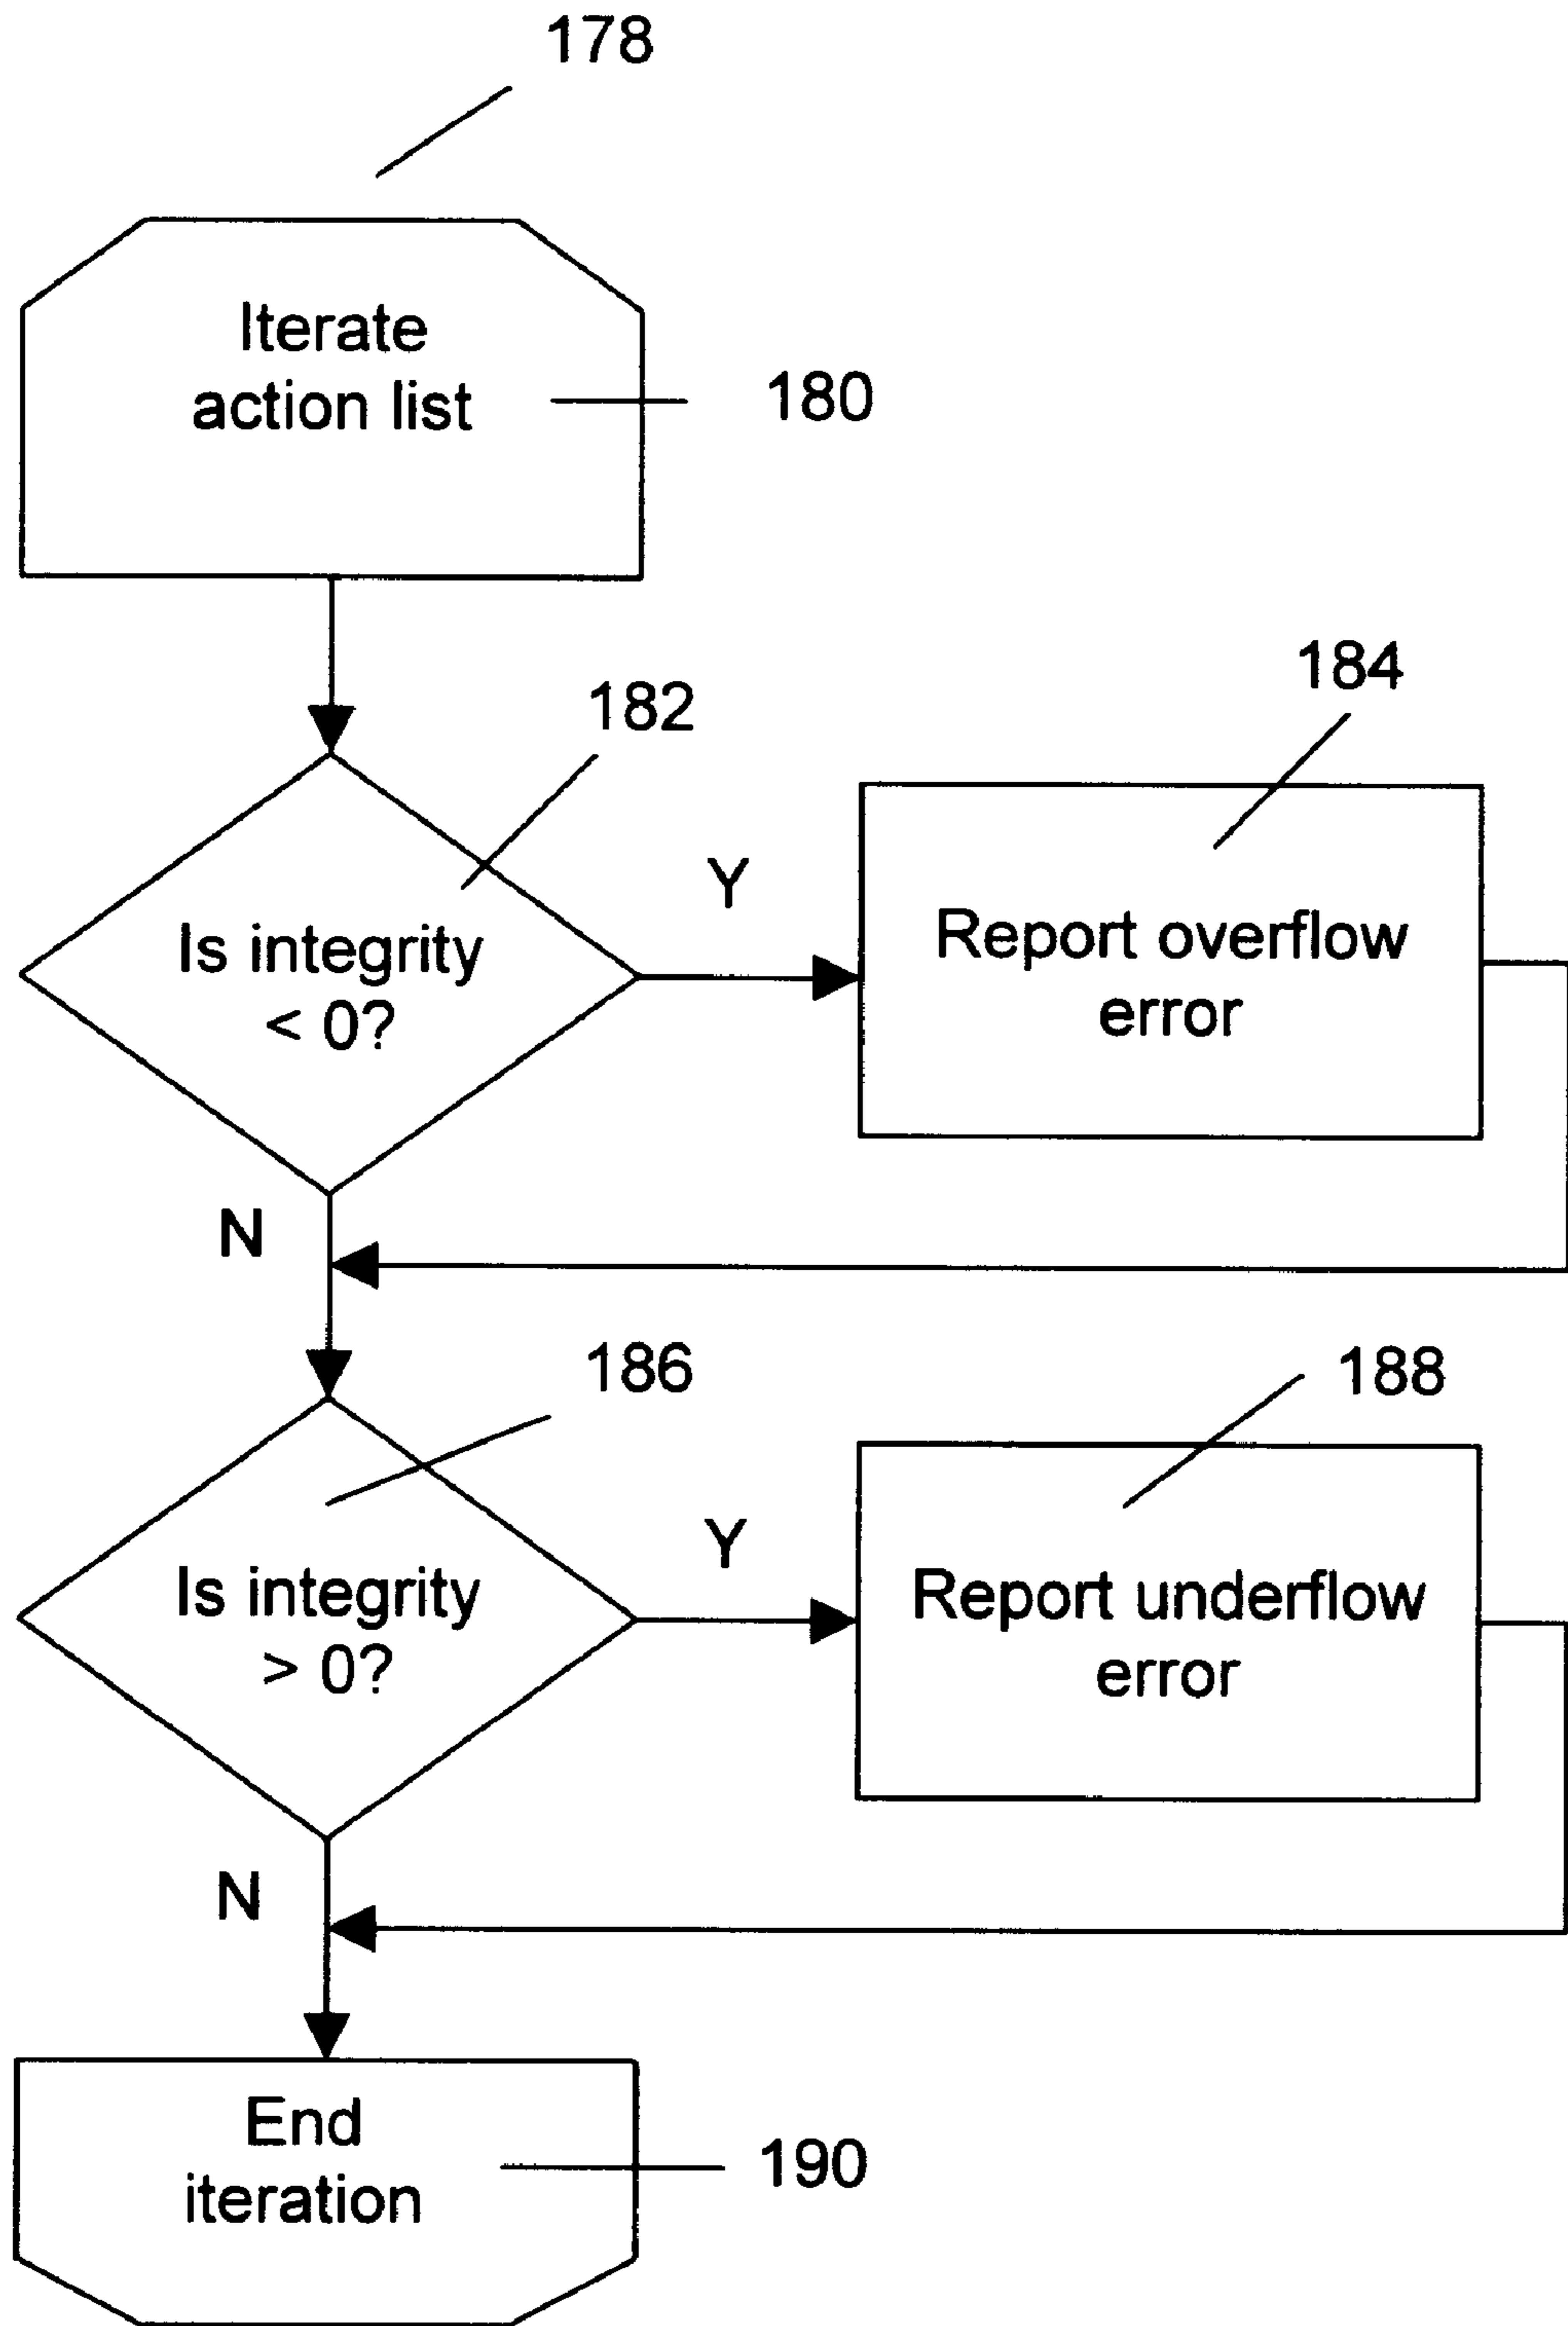 178
Iterate
action list
180
182
184
Is integrity
< 0?
Y
Report overflow
error
N
186
188
Is integrity
> 0?
Y
Report underflow
error
N
End
iteration
190